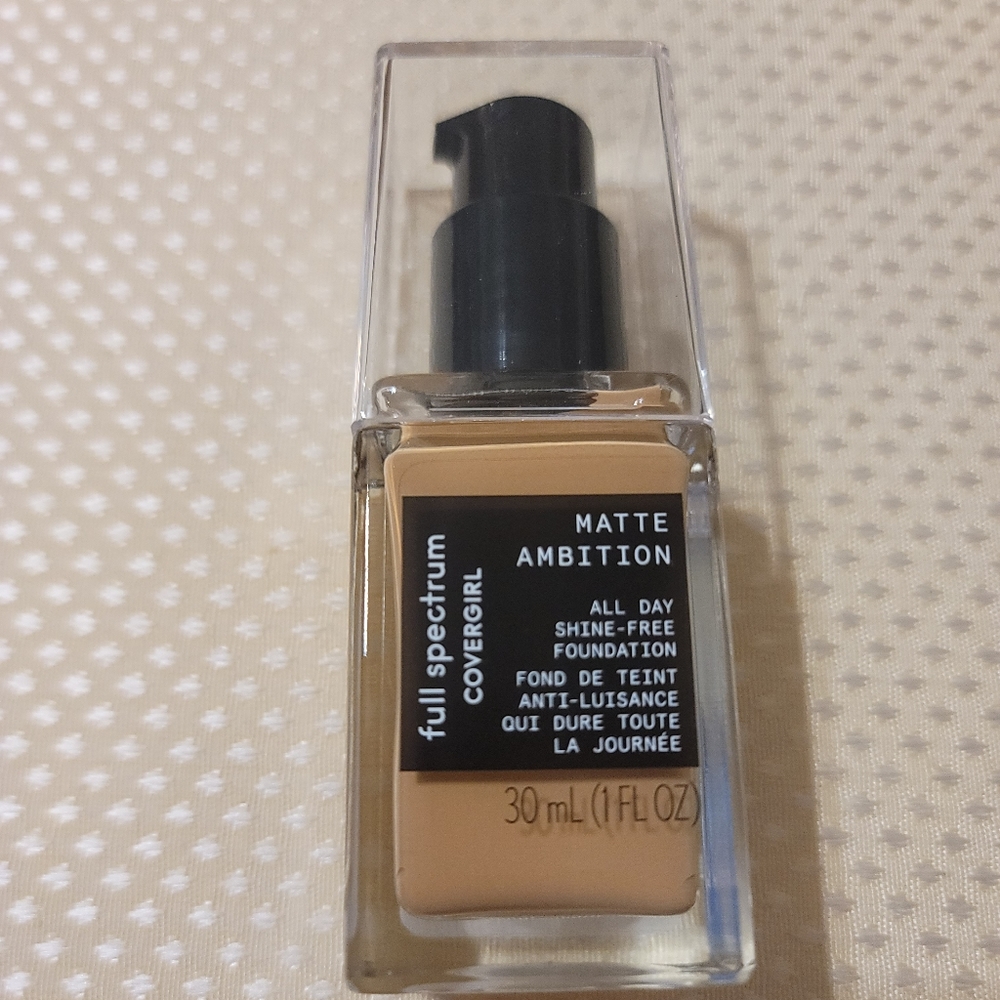 full spectrum
COVERGIRL
MATTE
AMBITION
ALL DAY
SHINE-FREE
FOUNDATION
FOND DE TEINT
ANTI-LUISANCE
QUI DURE TOUTE
LA JOURNÉE
30 mL (1 FL OZ)